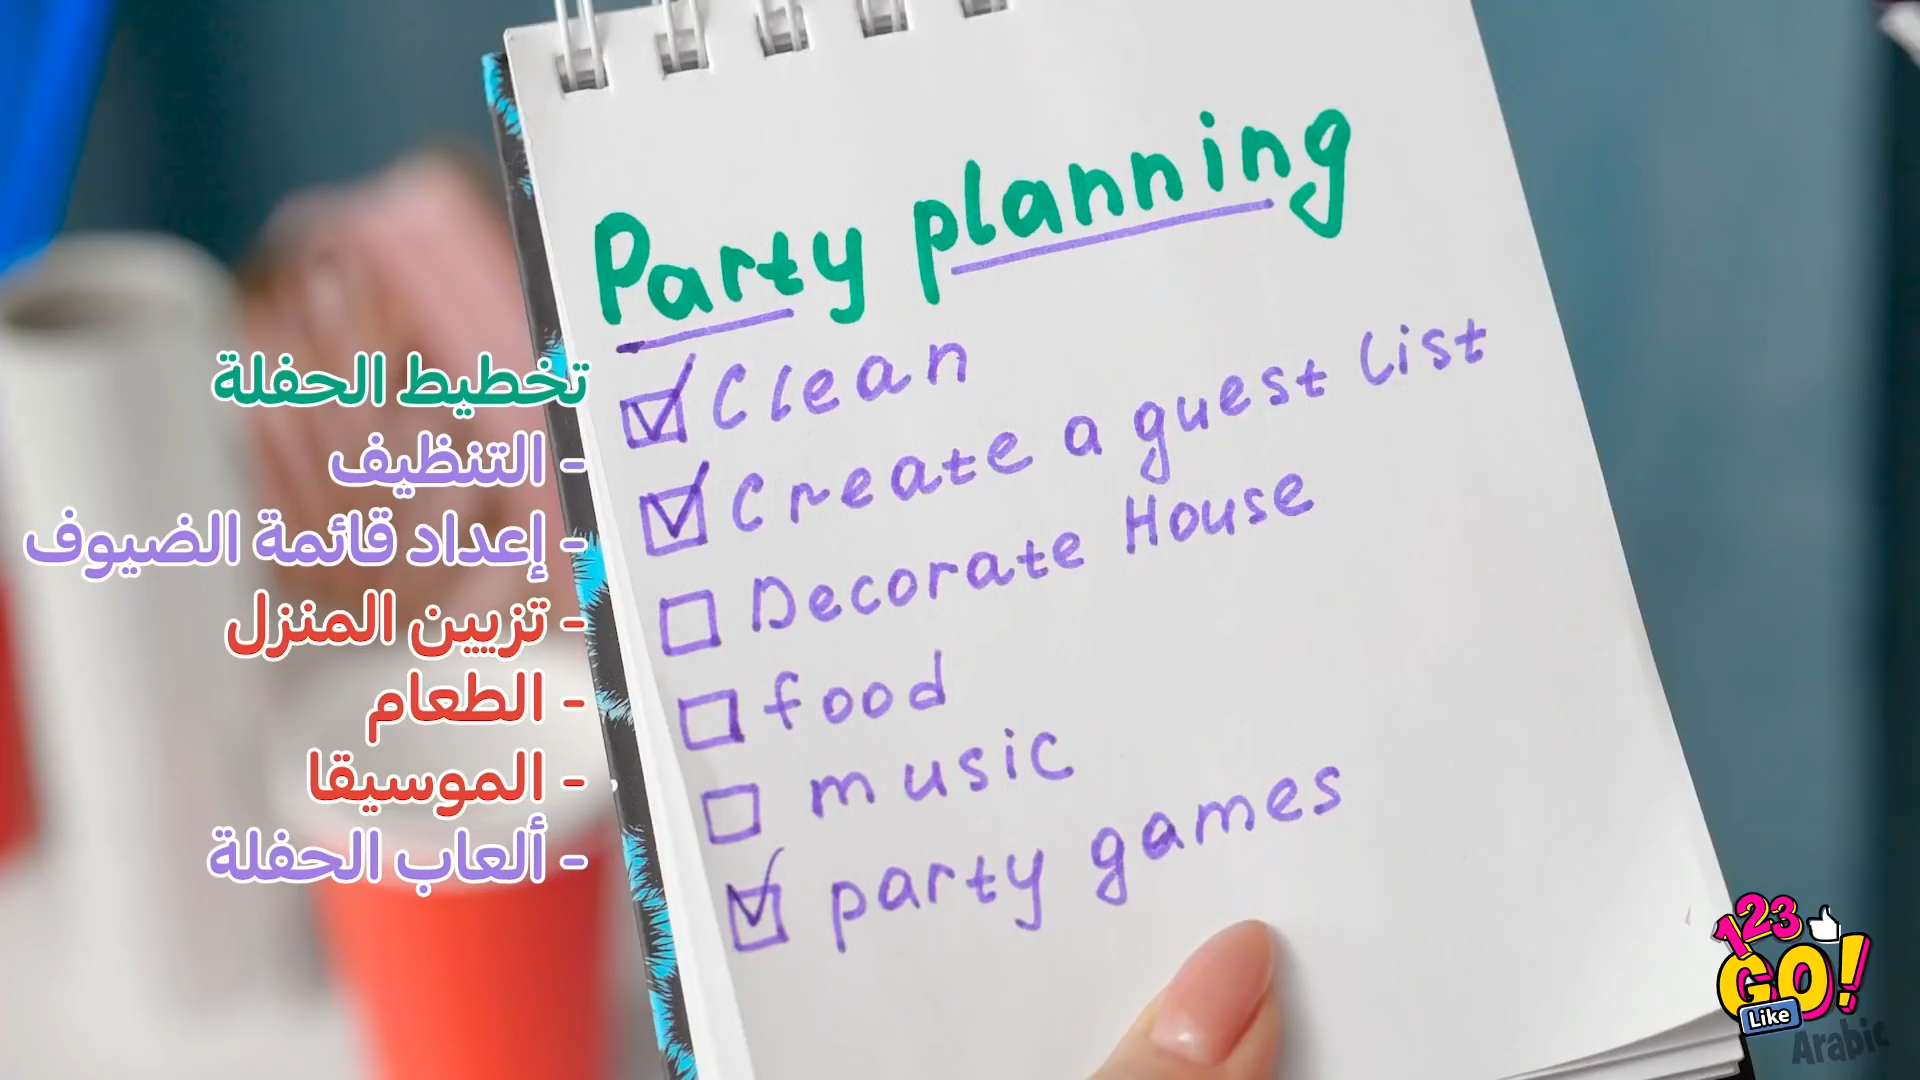 Party planning
Clean
Create a guest list
Decorate House
food
music
party games
تخطيط الحفلة
- التنظيف
- إعداد قائمة الضيوف
- تزيين المنزل
- الطعام
- الموسيقا
- ألعاب الحفلة
123
GO!
Like
Arabic